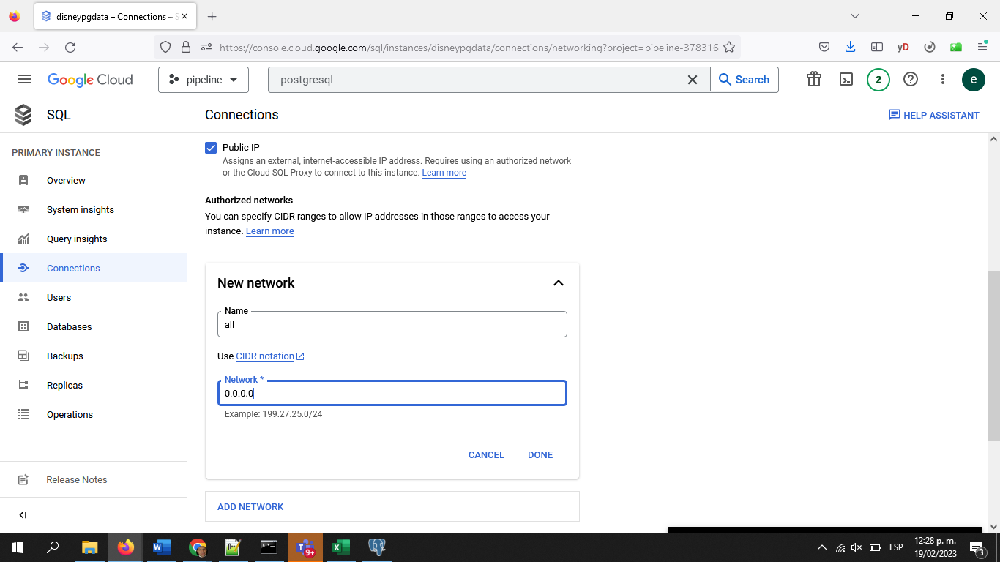 disneypgdata – Connections – S
https://console.cloud.google.com/sql/instances/disneypgdata/connections/networking?project=pipeline-378316
yD
Google Cloud
pipeline
postgresql
Search
2
e
SQL
Connections
HELP ASSISTANT
PRIMARY INSTANCE
Overview
System insights
Query insights
Connections
Users
Databases
Backups
Replicas
Operations
Release Notes
Public IP
Assigns an external, internet-accessible IP address. Requires using an authorized network
or the Cloud SQL Proxy to connect to this instance. Learn more
Authorized networks
You can specify CIDR ranges to allow IP addresses in those ranges to access your
instance. Learn more
New network
Name
all
Use CIDR notation
Network *
0.0.0.0
Example: 199.27.25.0/24
CANCEL DONE
ADD NETWORK
9+
ESP
12:28 p. m.
19/02/2023
3